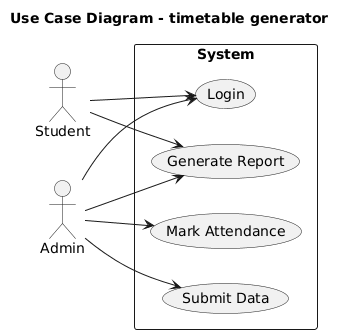 Use Case Diagram - timetable generator
System
Login
Student
Generate Report
Admin
Mark Attendance
Submit Data